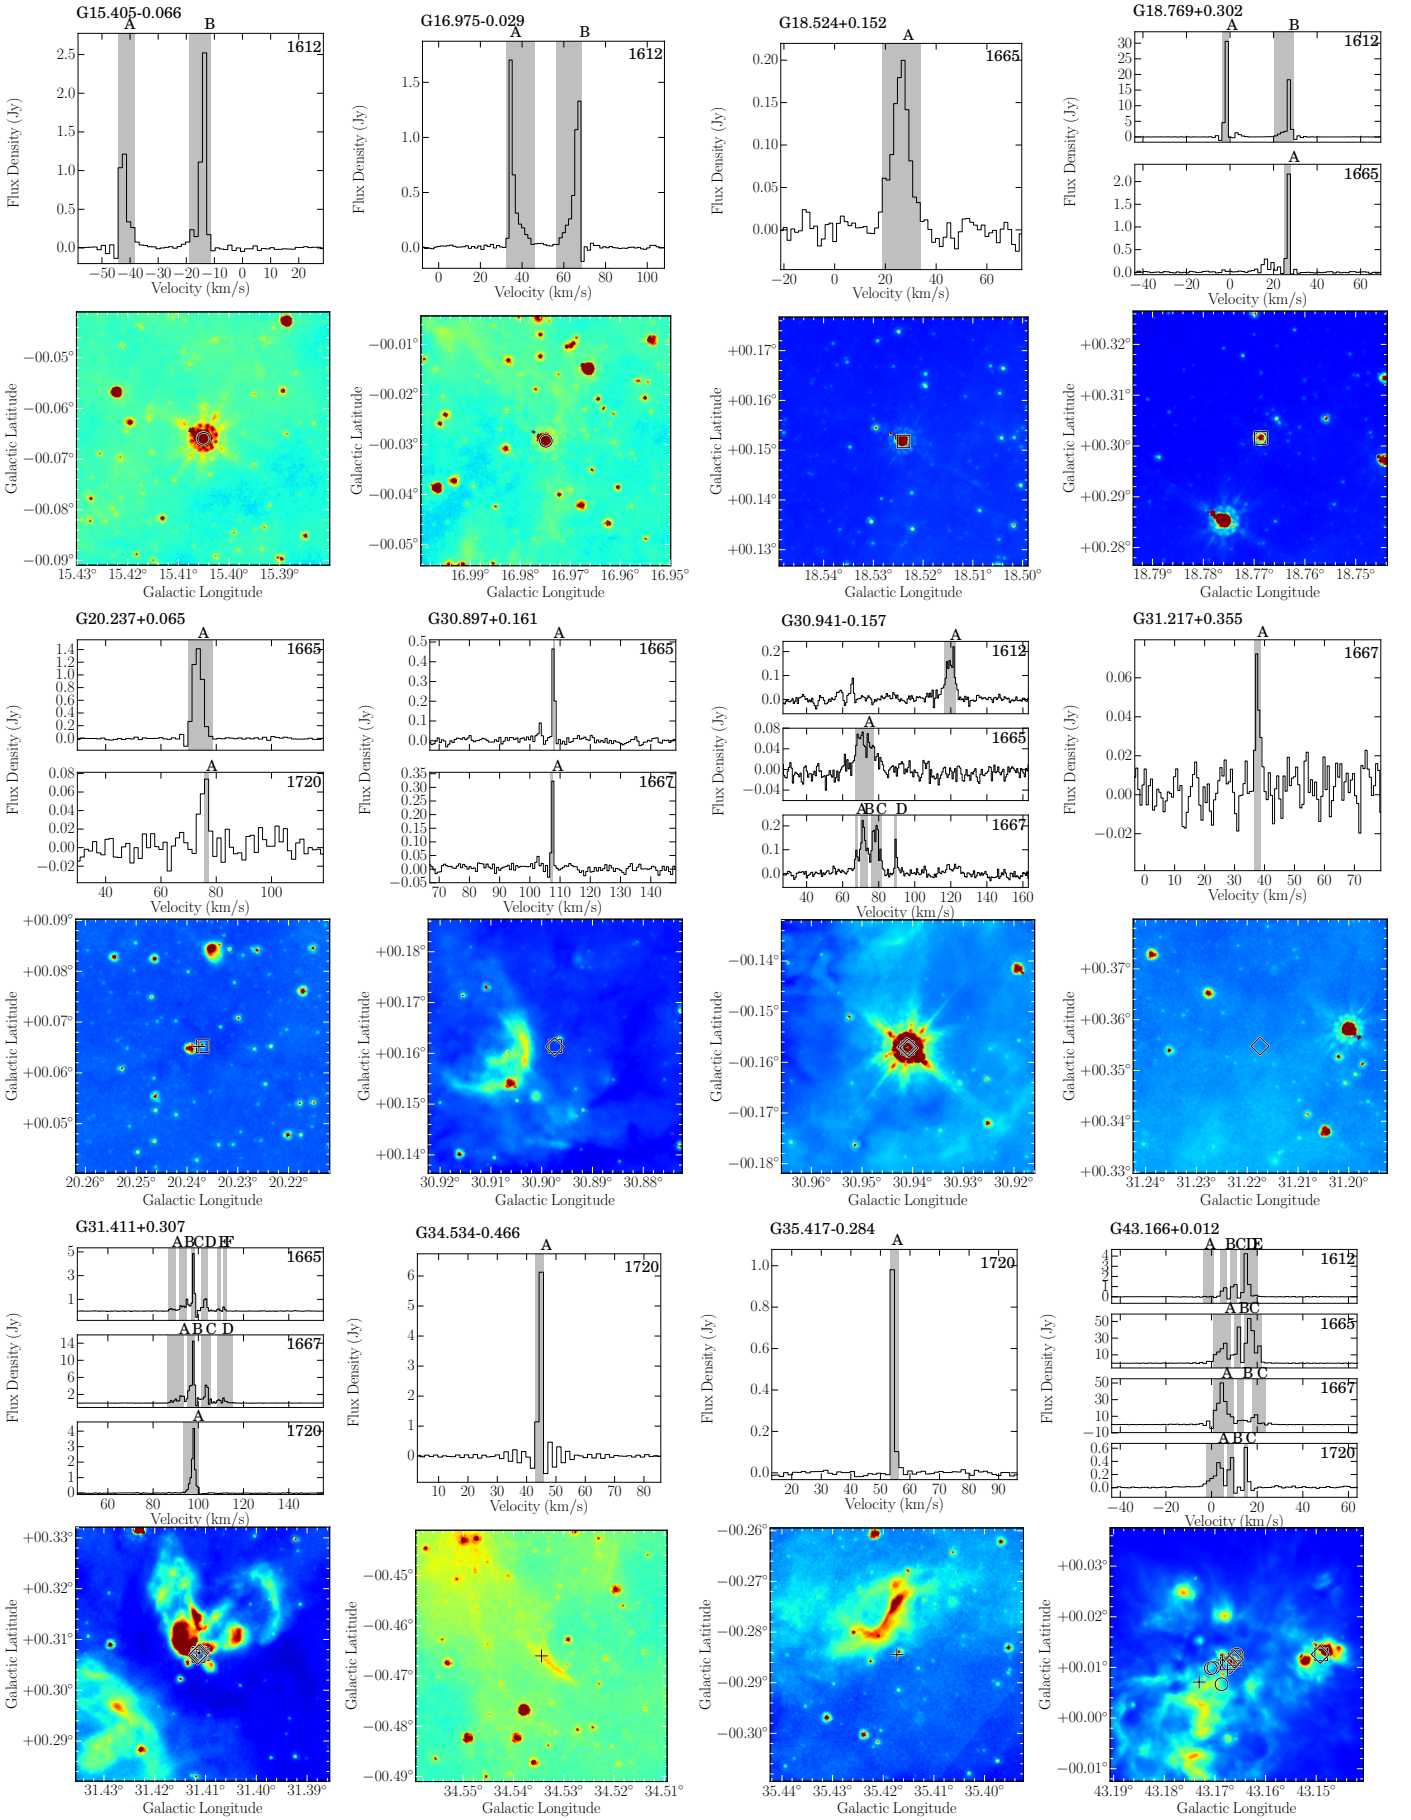 G15.405-0.066
A B
1612
2.5
2.0
1.5
1.0
0.5
0.0
−50 −40 −30 −20 −10 0 10 20
Velocity (km/s)
Flux Density (Jy)
−00.05°
−00.06°
−00.07°
−00.08°
−00.09°
15.43° 15.42° 15.41° 15.40° 15.39°
Galactic Longitude
Galactic Latitude
G16.975-0.029
A B
1612
1.5
1.0
0.5
0.0
0 20 40 60 80 100
Velocity (km/s)
Flux Density (Jy)
−00.01°
−00.02°
−00.03°
−00.04°
−00.05°
16.99° 16.98° 16.97° 16.96° 16.95°
Galactic Longitude
Galactic Latitude
G18.524+0.152
A
1665
0.20
0.15
0.10
0.05
0.00
−20 0 20 40 60
Velocity (km/s)
Flux Density (Jy)
+00.17°
+00.16°
+00.15°
+00.14°
+00.13°
18.54° 18.53° 18.52° 18.51° 18.50°
Galactic Longitude
Galactic Latitude
G18.769+0.302
A B
1612
30
25
20
15
10
5
0
−40 −20 0 20 40 60
A
1665
2.0
1.5
1.0
0.5
0.0
−40 −20 0 20 40 60
Velocity (km/s)
Flux Density (Jy)
+00.32°
+00.31°
+00.30°
+00.29°
+00.28°
18.79° 18.78° 18.77° 18.76° 18.75°
Galactic Longitude
Galactic Latitude
G20.237+0.065
A
1665
1.4
1.2
1.0
0.8
0.6
0.4
0.2
0.0
A
1720
0.08
0.06
0.04
0.02
0.00
−0.02
40 60 80 100
Velocity (km/s)
Flux Density (Jy)
+00.09°
+00.08°
+00.07°
+00.06°
+00.05°
20.26° 20.25° 20.24° 20.23° 20.22°
Galactic Longitude
Galactic Latitude
G30.897+0.161
A
1665
0.5
0.4
0.3
0.2
0.1
0.0
A
1667
0.35
0.30
0.25
0.20
0.15
0.10
0.05
0.00
−0.05
70 80 90 100 110 120 130 140
Velocity (km/s)
Flux Density (Jy)
+00.18°
+00.17°
+00.16°
+00.15°
+00.14°
30.92° 30.91° 30.90° 30.89° 30.88°
Galactic Longitude
Galactic Latitude
G30.941-0.157
A
1612
0.2
0.1
0.0
A
1665
0.08
0.04
0.00
−0.04
A B C D
1667
0.2
0.1
0.0
40 60 80 100 120 140 160
Velocity (km/s)
Flux Density (Jy)
−00.14°
−00.15°
−00.16°
−00.17°
−00.18°
30.96° 30.95° 30.94° 30.93° 30.92°
Galactic Longitude
Galactic Latitude
G31.217+0.355
A
1667
0.06
0.04
0.02
0.00
−0.02
0 10 20 30 40 50 60 70
Velocity (km/s)
Flux Density (Jy)
+00.37°
+00.36°
+00.35°
+00.34°
+00.33°
31.23° 31.23° 31.22° 31.21° 31.20°
Galactic Longitude
Galactic Latitude
G31.411+0.307
A B C D E F
1665
5
3
1
A B C D
1667
14
10
6
2
A
1720
4
3
2
1
0
60 80 100 120 140
Velocity (km/s)
Flux Density (Jy)
+00.33°
+00.32°
+00.31°
+00.30°
+00.29°
31.43° 31.42° 31.41° 31.40° 31.39°
Galactic Longitude
Galactic Latitude
G34.534-0.466
A
1720
6
5
4
3
2
1
0
10 20 30 40 50 60 70 80
Velocity (km/s)
Flux Density (Jy)
−00.45°
−00.46°
−00.47°
−00.48°
−00.49°
34.55° 34.54° 34.53° 34.52° 34.51°
Galactic Longitude
Galactic Latitude
G35.417-0.284
A
1720
1.0
0.8
0.6
0.4
0.2
0.0
20 30 40 50 60 70 80 90
Velocity (km/s)
Flux Density (Jy)
−00.26°
−00.27°
−00.28°
−00.29°
−00.30°
35.44° 35.43° 35.42° 35.41° 35.40°
Galactic Longitude
Galactic Latitude
G43.166+0.012
A B C D E
1612
4
3
2
1
0
A B C
1665
50
30
10
A B C
1667
50
30
10
−10
A B C
1720
0.6
0.4
0.2
0.0
−40 −20 0 20 40 60
Velocity (km/s)
Flux Density (Jy)
+00.03°
+00.02°
+00.01°
+00.00°
−00.01°
43.19° 43.18° 43.17° 43.16° 43.15°
Galactic Longitude
Galactic Latitude